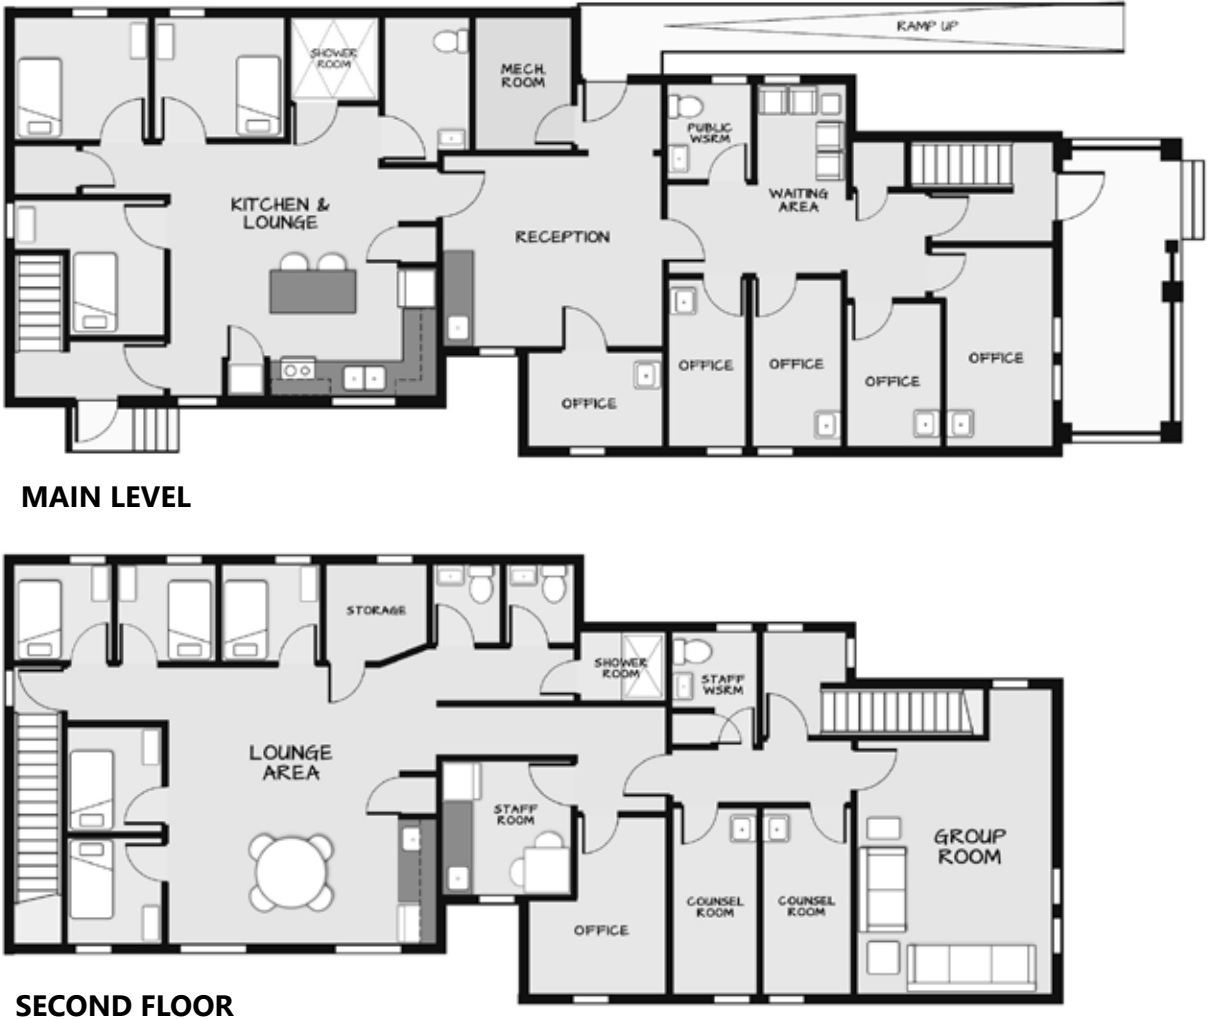 RAMP UP
SHOWER
ROOM
MECH.
ROOM
PUBLIC
WSRM
WAITING
AREA
KITCHEN &
LOUNGE
RECEPTION
OFFICE
OFFICE
OFFICE
OFFICE
OFFICE
MAIN LEVEL
STORAGE
SHOWER
ROOM
STAFF
WSRM
LOUNGE
AREA
STAFF
ROOM
GROUP
ROOM
COUNSEL
ROOM
COUNSEL
ROOM
OFFICE
SECOND FLOOR